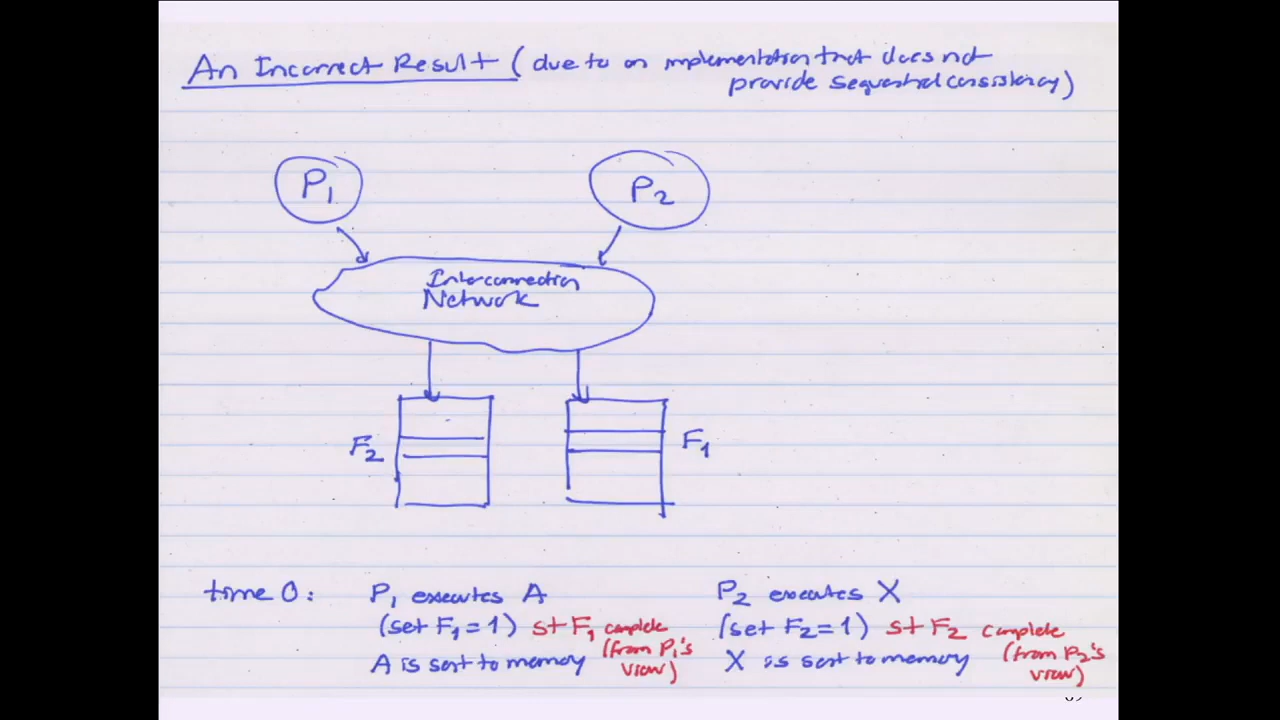 An Incorrect Result (due to an implementation that does not
provide sequential consistency)
P1
P2
Interconnection
Network
F2
F1
time 0: P1 executes A
(set F1 = 1) st F1 complete
(from P1's
view)
A is sent to memory
P2 executes X
(set F2 = 1) st F2 complete
(from P2's
view)
X is sent to memory